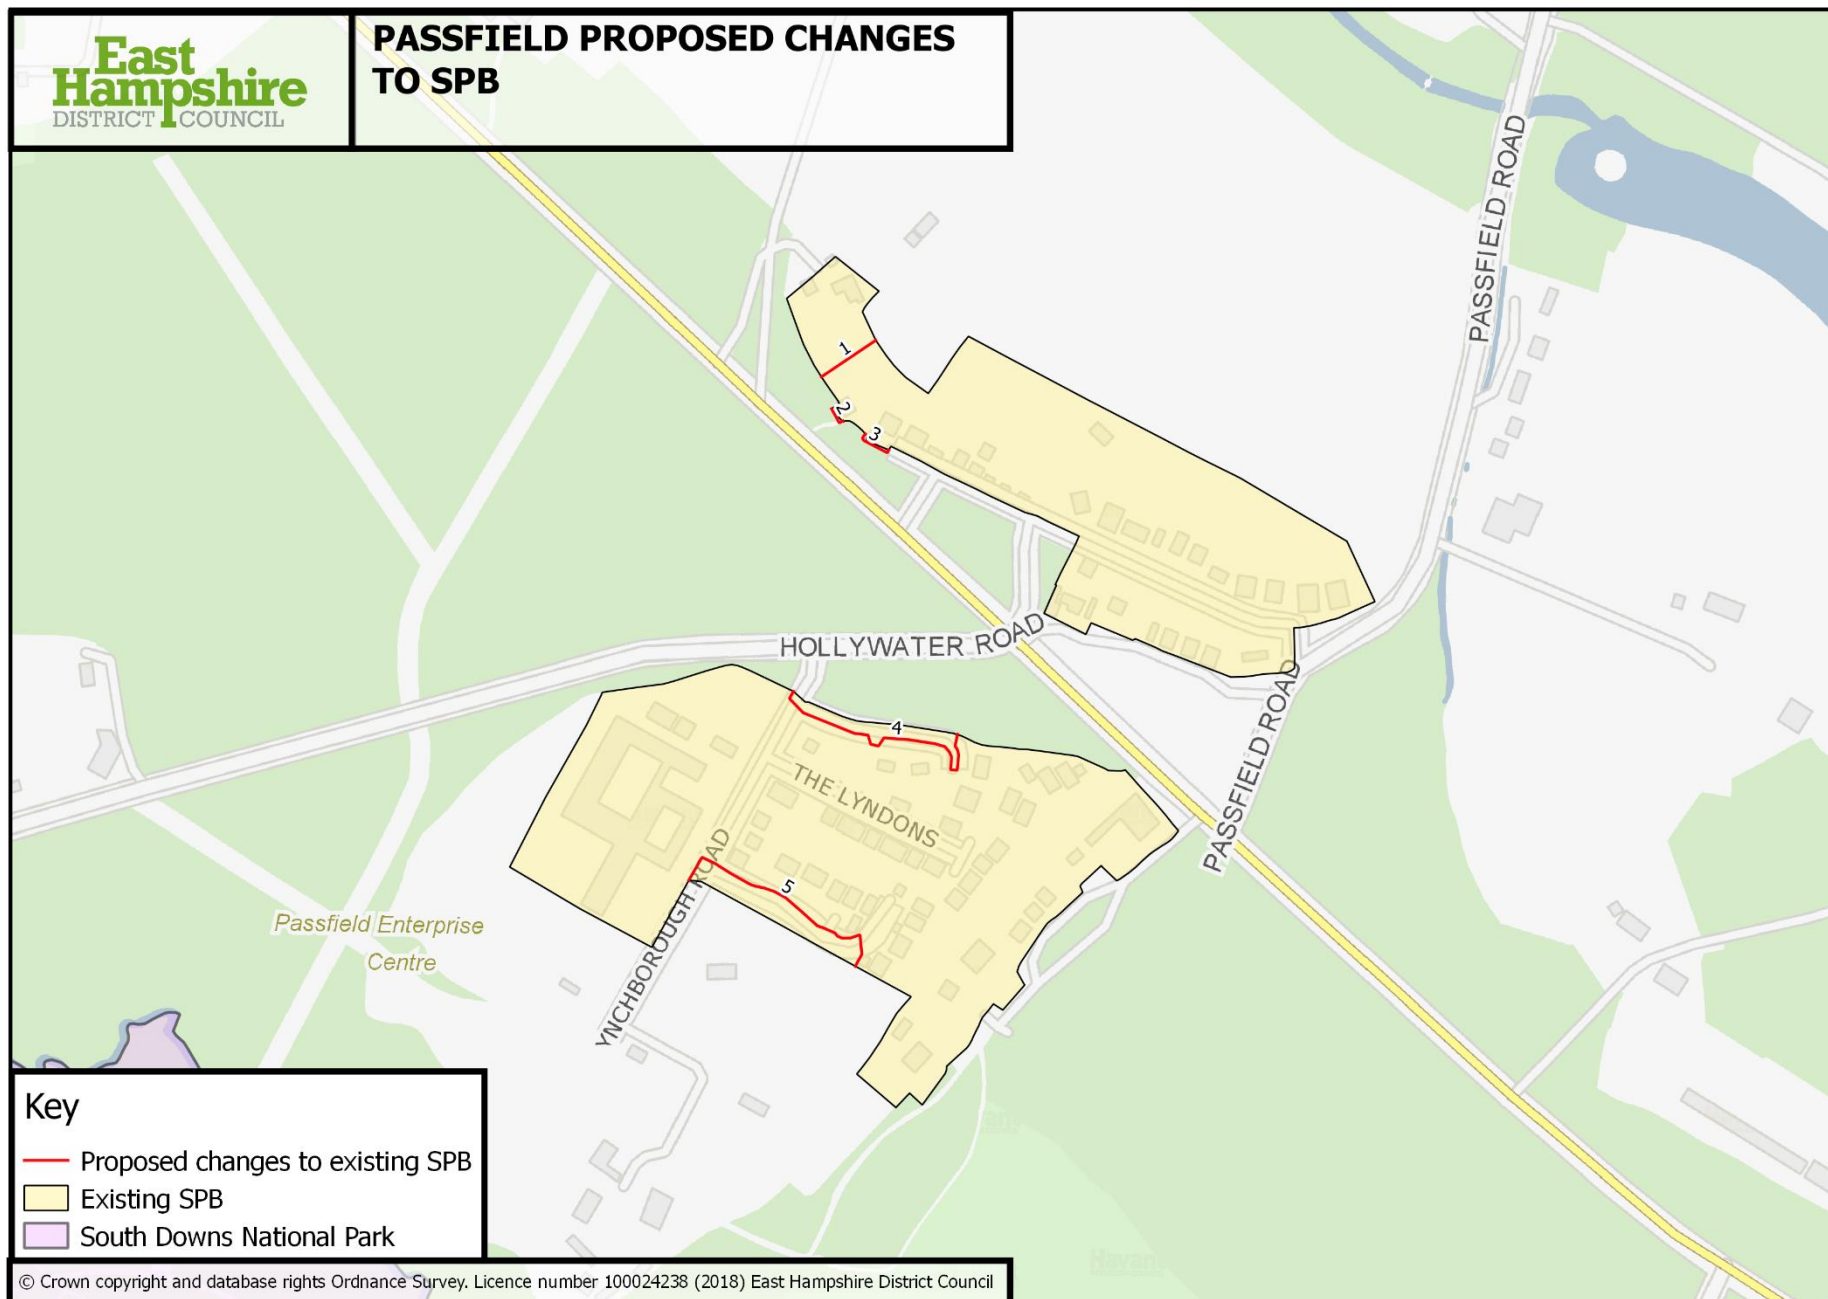 East
Hampshire
DISTRICT COUNCIL
PASSFIELD PROPOSED CHANGES
TO SPB
PASSFIELD ROAD
PASSFIELD ROAD
1
2
3
HOLLYWATER ROAD
4
THE LYNDONS
PASSFIELD ROAD
5
YNCHBOROUGH ROAD
Passfield Enterprise
Centre
Key
Proposed changes to existing SPB
Existing SPB
South Downs National Park
© Crown copyright and database rights Ordnance Survey. Licence number 100024238 (2018) East Hampshire District Council